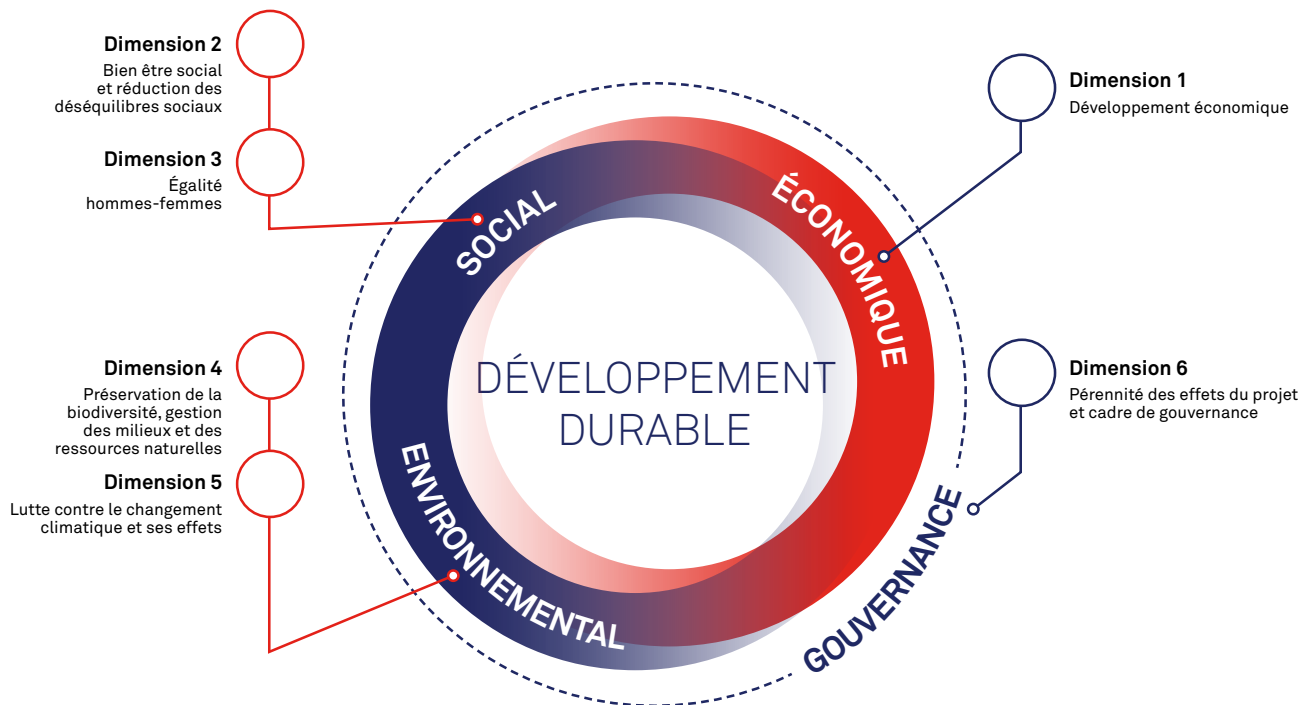 Dimension 2
Bien être social
et réduction des
déséquilibres sociaux
Dimension 3
Égalité
hommes-femmes
Dimension 4
Préservation de la
biodiversité, gestion
des milieux et des
ressources naturelles
Dimension 5
Lutte contre le changement
climatique et ses effets
SOCIAL
ÉCONOMIQUE
ENVIRONNEMENTAL
DÉVELOPPEMENT
DURABLE
GOUVERNANCE
Dimension 1
Développement économique
Dimension 6
Pérennité des effets du projet
et cadre de gouvernance